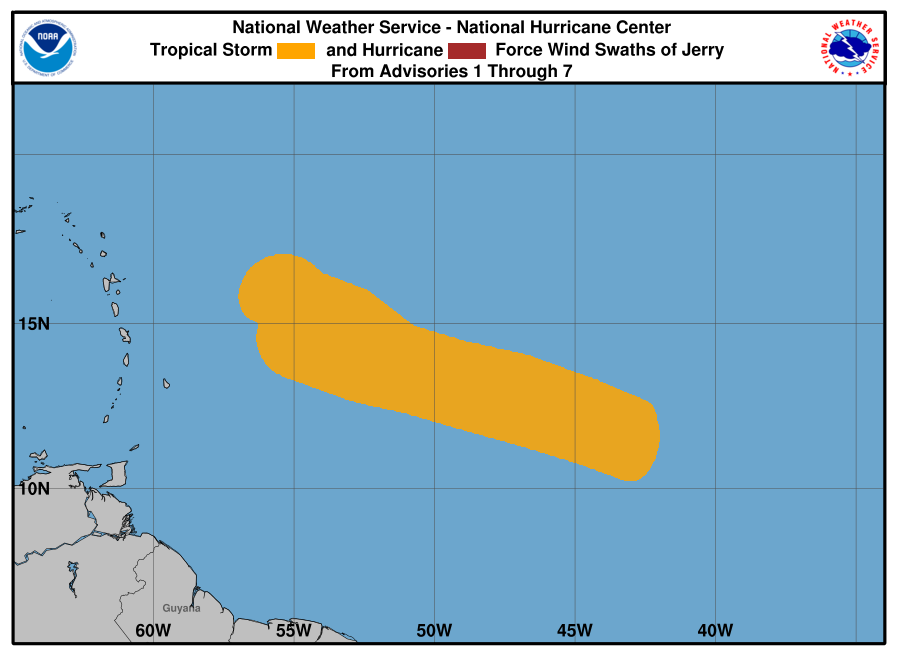 National Weather Service - National Hurricane Center
Tropical Storm and Hurricane Force Wind Swaths of Jerry
From Advisories 1 Through 7
NOAA
NATIONAL WEATHER SERVICE
15N
10N
Guyana
60W 55W 50W 45W 40W